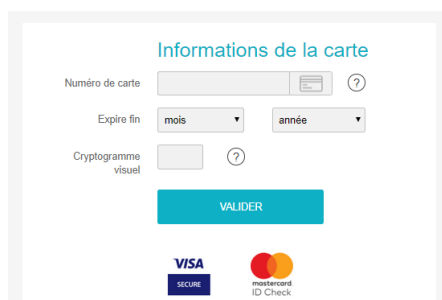 Informations de la carte
Numéro de carte
?
Expire fin
mois
année
Cryptogramme
visuel
?
VALIDER
VISA
SECURE
mastercard
ID Check